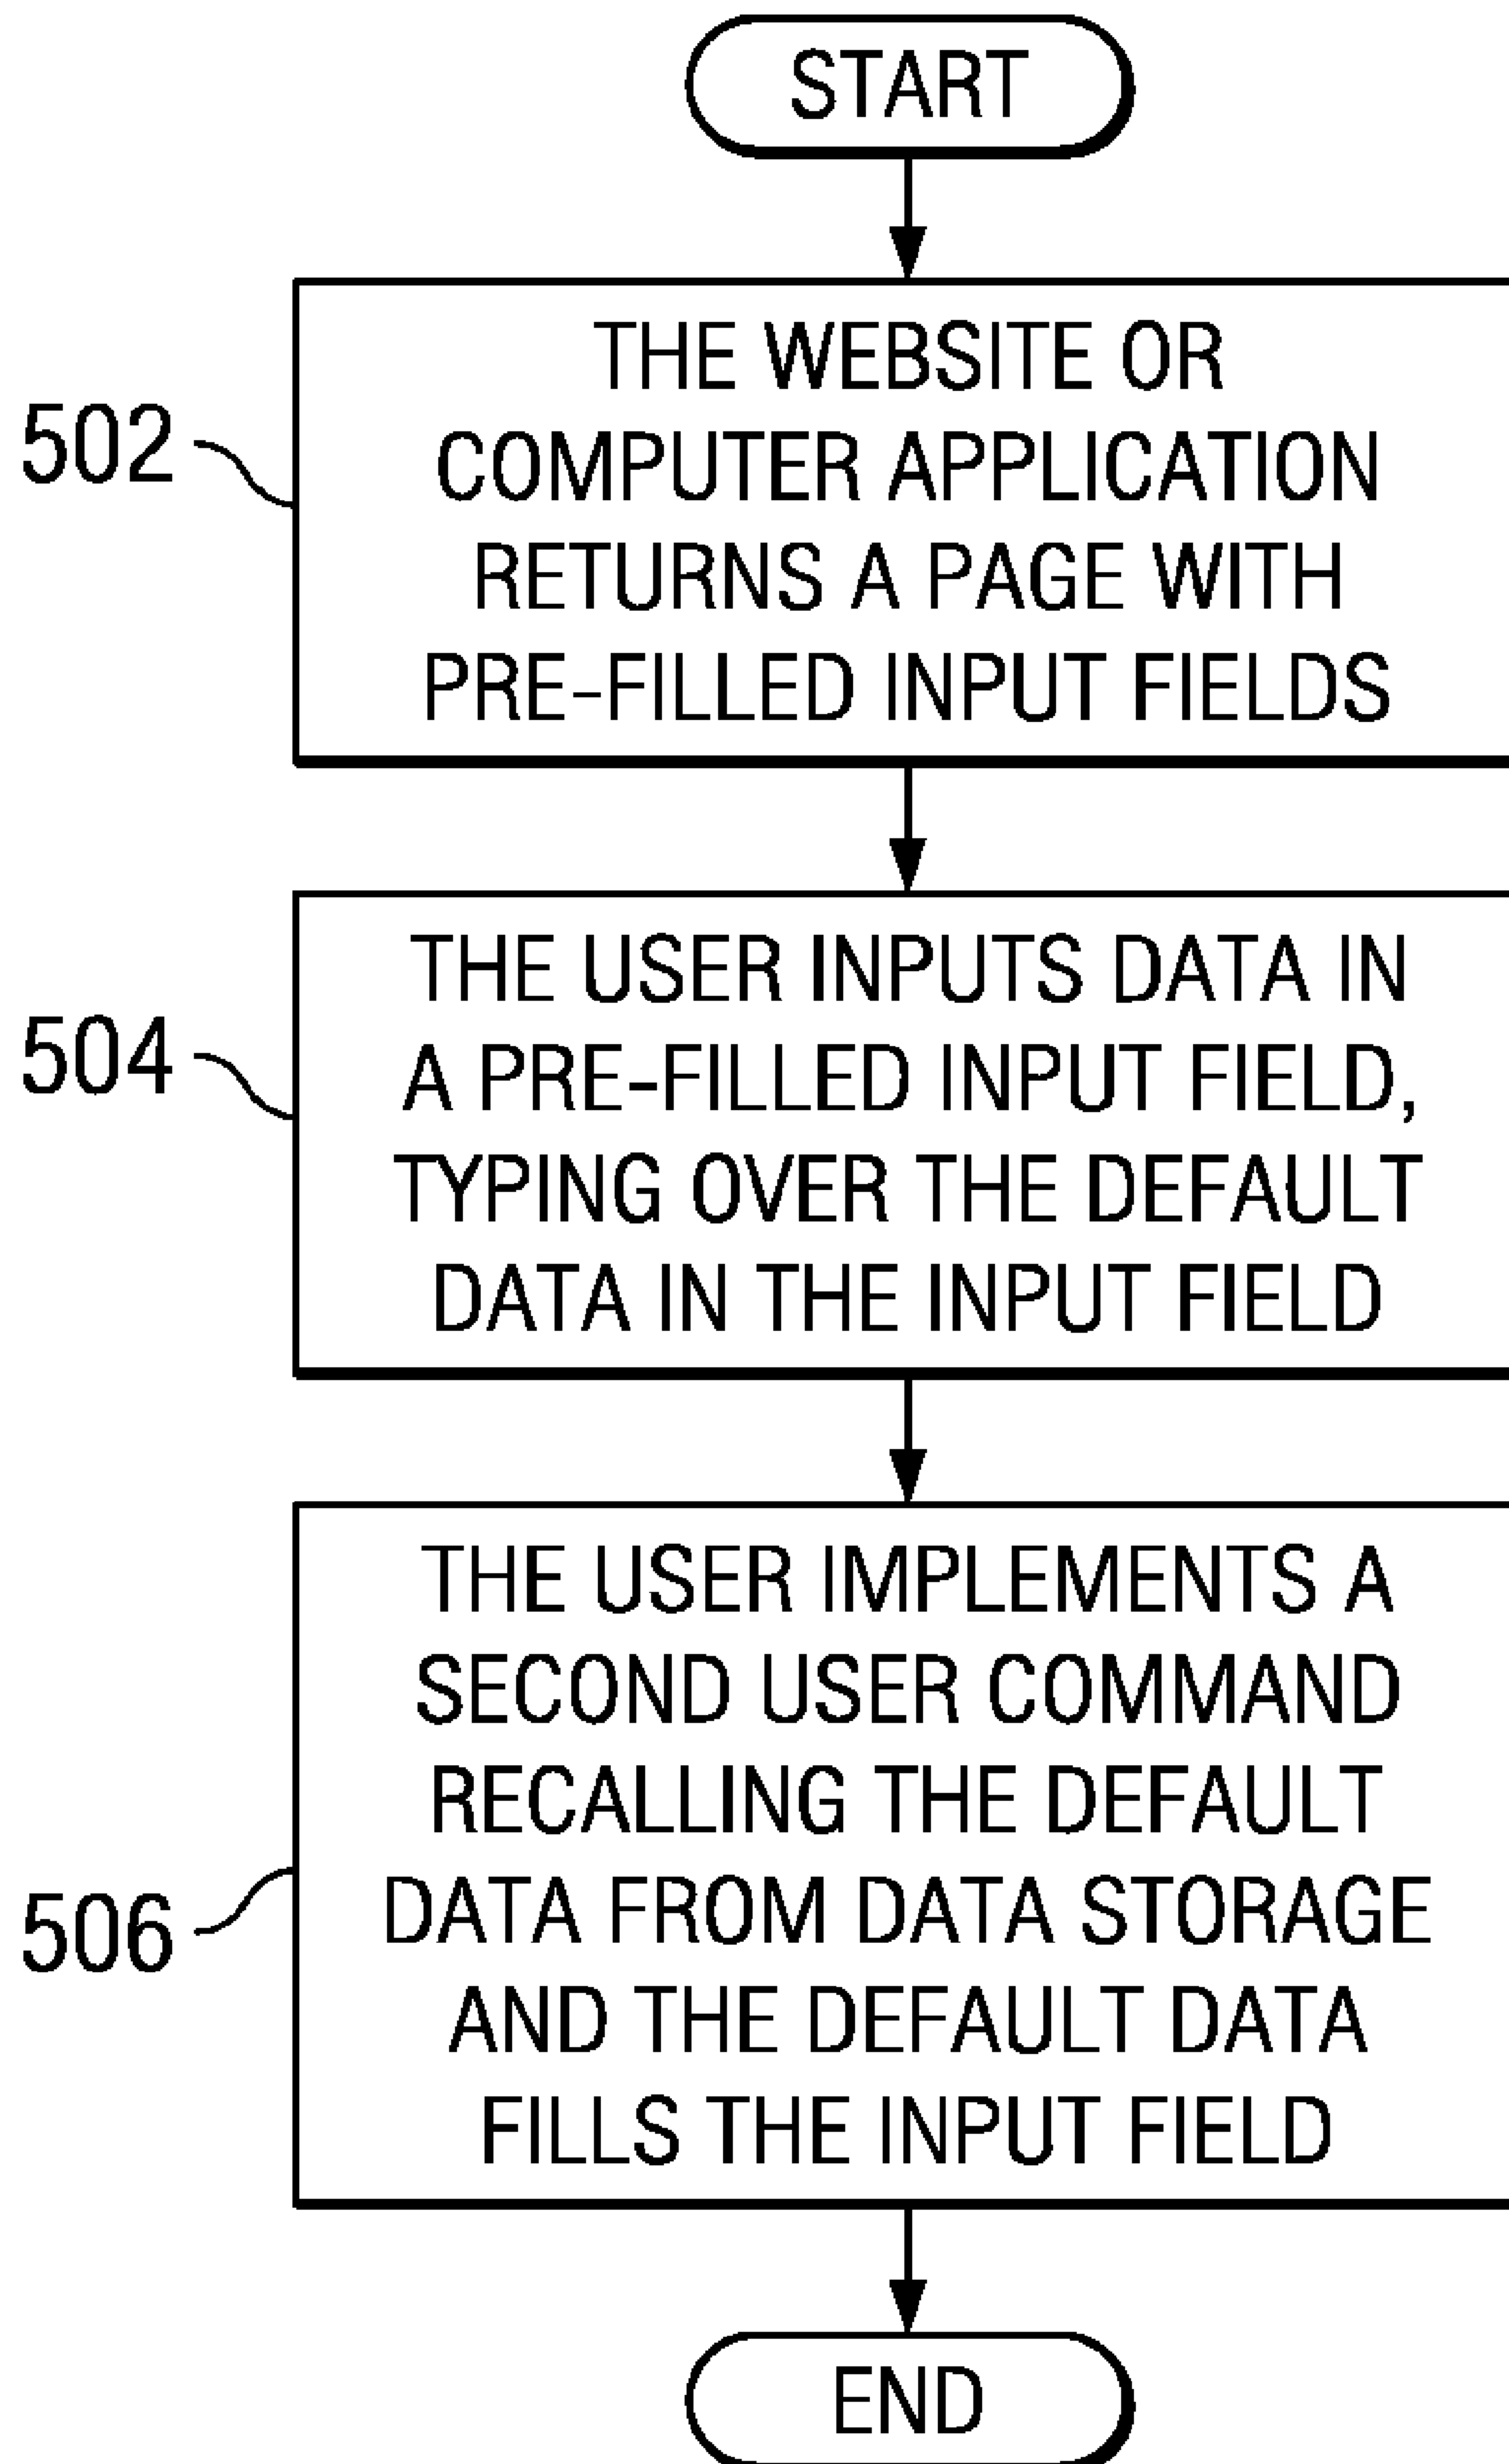 START
THE WEBSITE OR
COMPUTER APPLICATION
RETURNS A PAGE WITH
PRE-FILLED INPUT FIELDS
502
THE USER INPUTS DATA IN
A PRE-FILLED INPUT FIELD,
TYPING OVER THE DEFAULT
DATA IN THE INPUT FIELD
504
THE USER IMPLEMENTS A
SECOND USER COMMAND
RECALLING THE DEFAULT
DATA FROM DATA STORAGE
AND THE DEFAULT DATA
FILLS THE INPUT FIELD
506
END